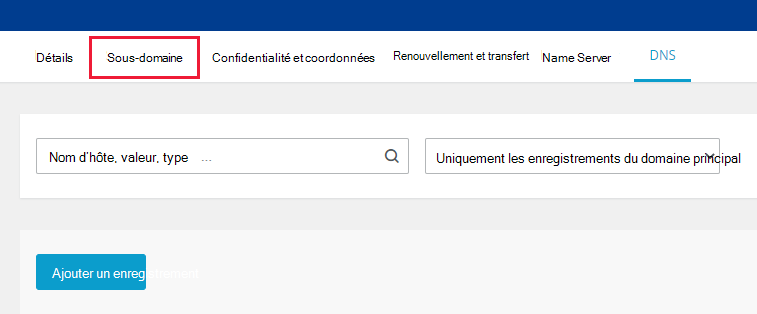 Détails Sous-domaine Confidentialité et coordonnées Renouvellement et transfert Name Server DNS
Nom d'hôte, valeur, type ... Uniquement les enregistrements du domaine principal
Ajouter un enregistrement